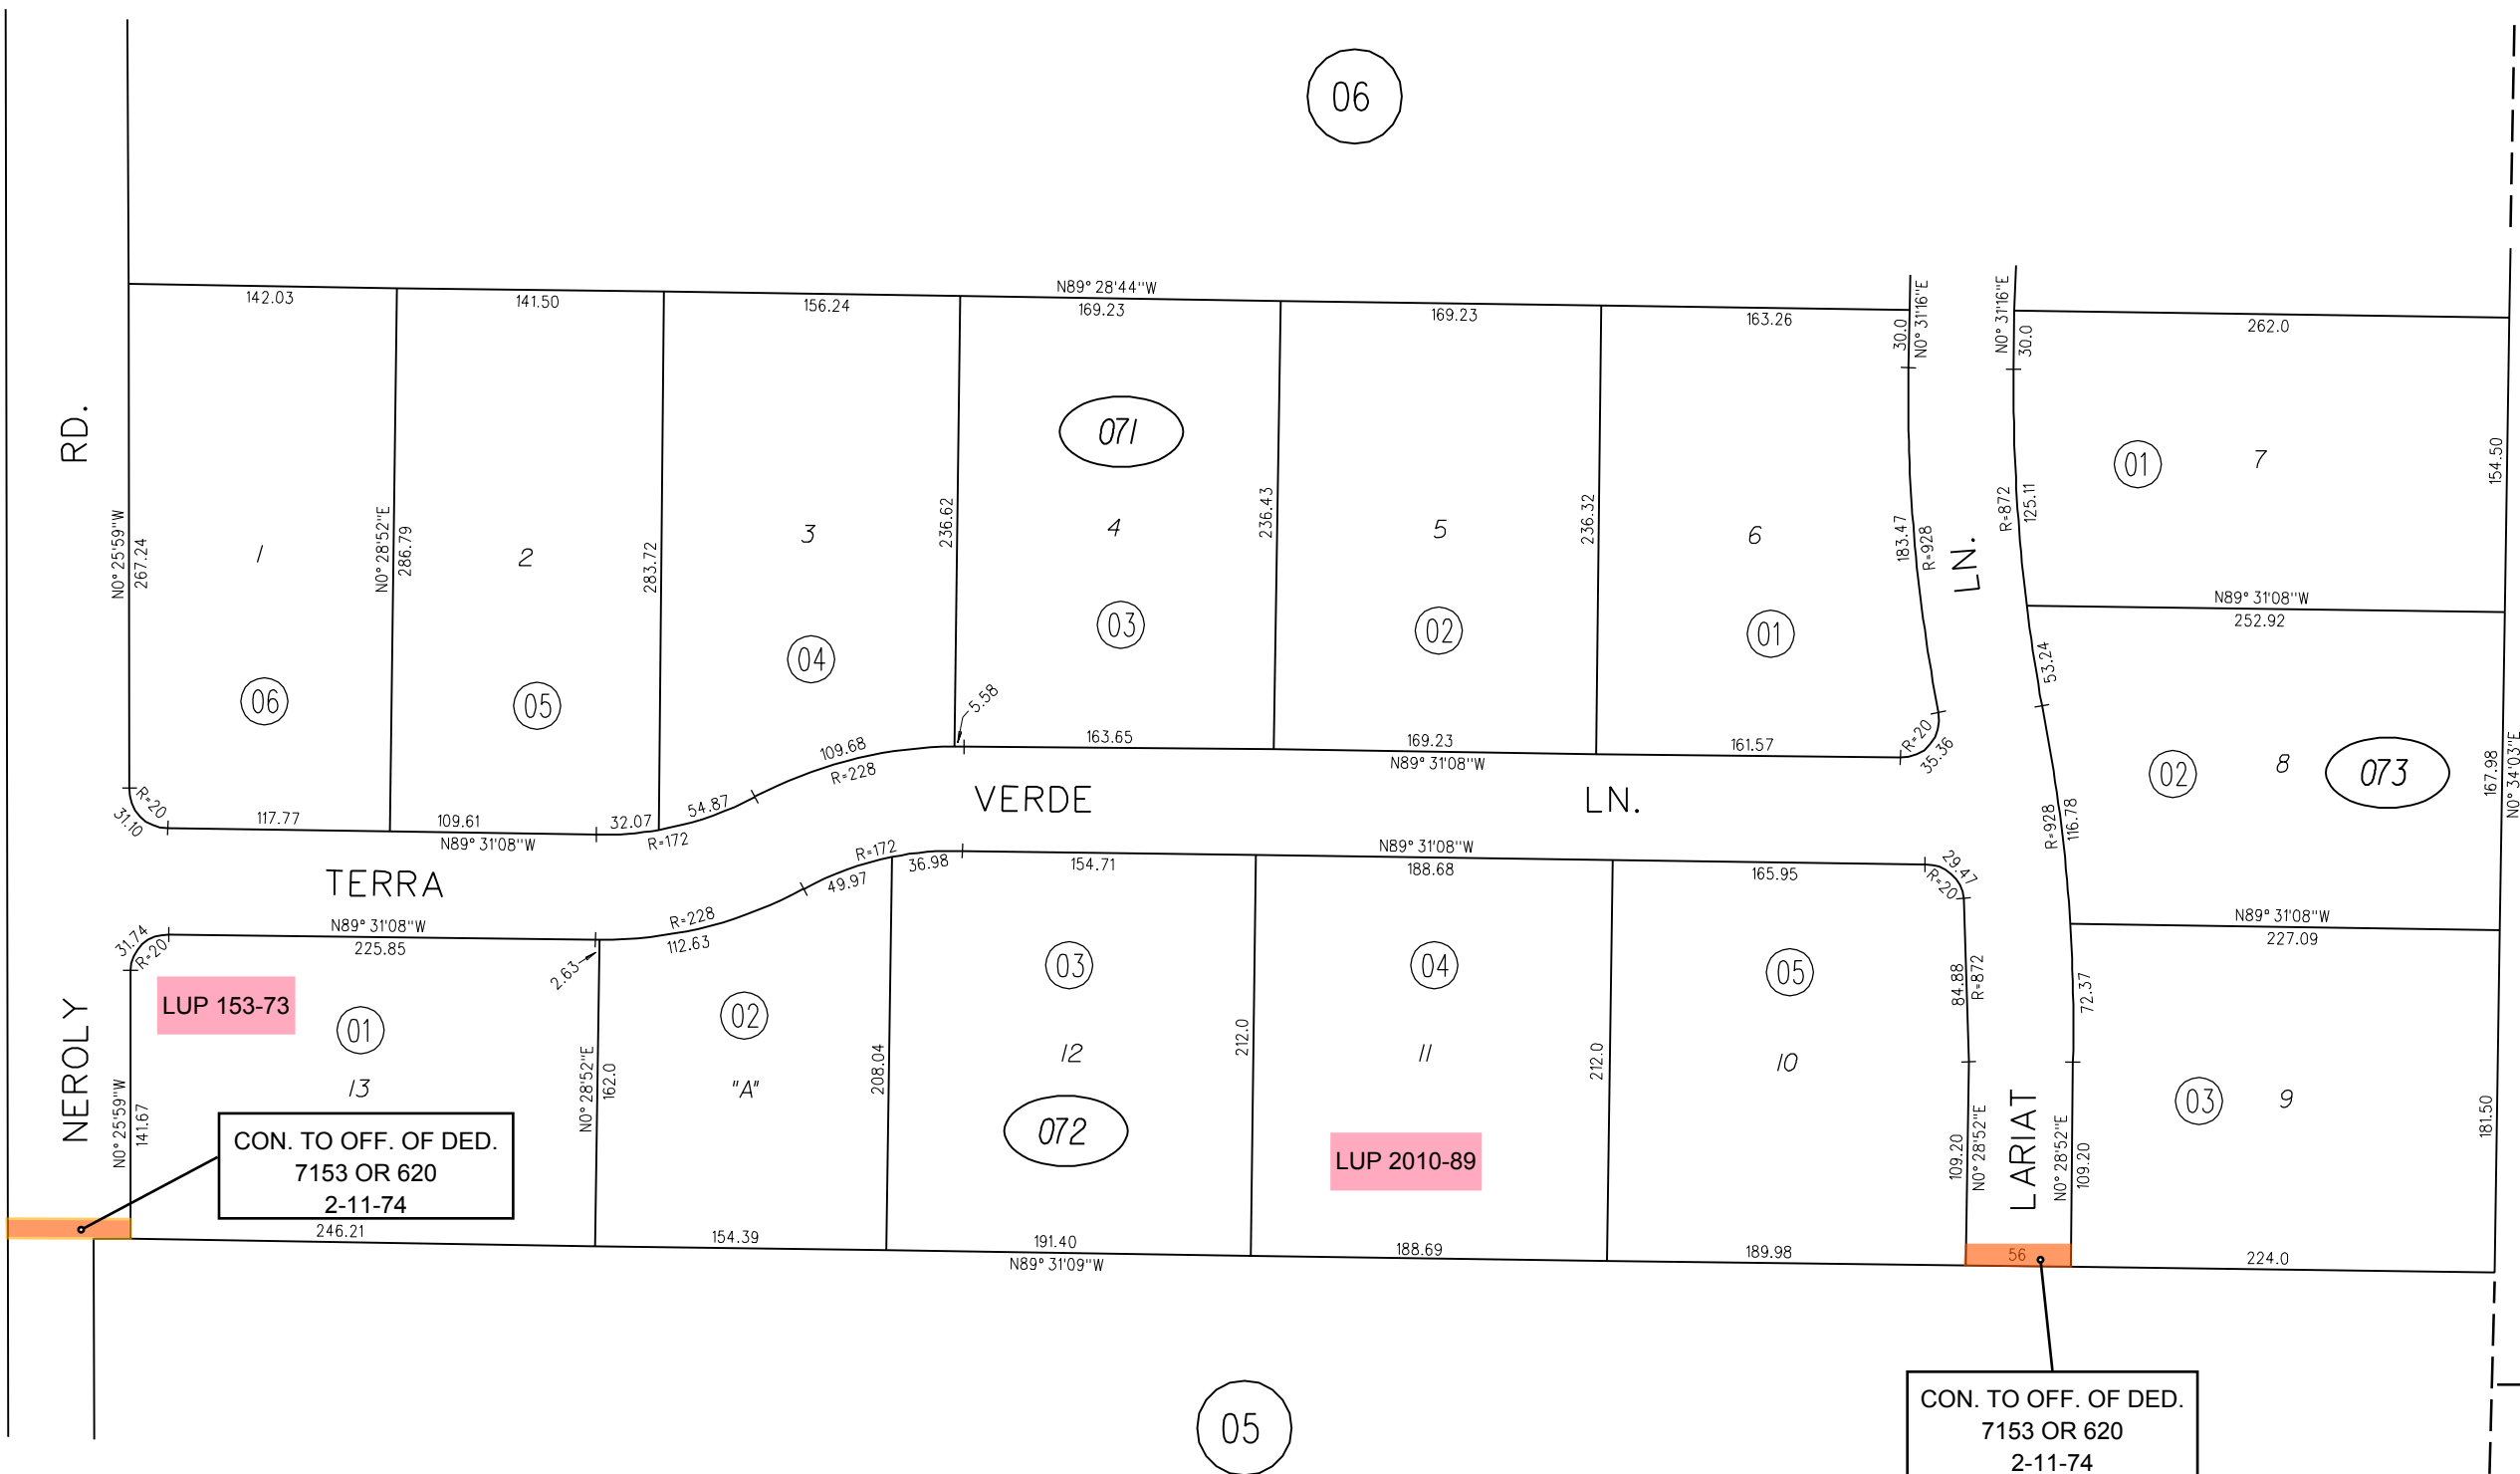 06
N89° 28'44"W
142.03
141.50
156.24
169.23
169.23
163.26
262.0
30.0
N0° 31'16"E
N0° 31'16"E
30.0
RD.
071
01
7
154.50
N0° 25'59"W
267.24
1
N0° 28'52"E
286.79
2
283.72
3
236.62
4
236.43
5
236.32
6
183.47
R=928
LN.
R=872
125.11
N89° 31'08"W
252.92
06
05
04
03
02
01
53.24
5.58
R=20
31.10
117.77
109.61
N89° 31'08"W
32.07
R=172
54.87
109.68
R=228
163.65
169.23
N89° 31'08"W
161.57
R=20
35.36
02
8
073
167.98
N0° 34'03"E
R=928
116.78
TERRA
VERDE
LN.
31.74
R=20
N89° 31'08"W
225.85
2.63
R=228
112.63
R=172
49.97
36.98
154.71
N89° 31'08"W
188.68
165.95
29.47
R=20
N89° 31'08"W
227.09
LUP 153-73
01
13
02
"A"
03
12
072
04
11
LUP 2010-89
05
10
84.88
R=872
72.37
03
9
181.50
NEROLY
N0° 25'59"W
141.67
N0° 28'52"E
162.0
208.04
212.0
212.0
109.20
N0° 28'52"E
LARIAT
N0° 28'52"E
109.20
CON. TO OFF. OF DED.
7153 OR 620
2-11-74
246.21
154.39
191.40
N89° 31'09"W
188.69
189.98
56
224.0
05
CON. TO OFF. OF DED.
7153 OR 620
2-11-74